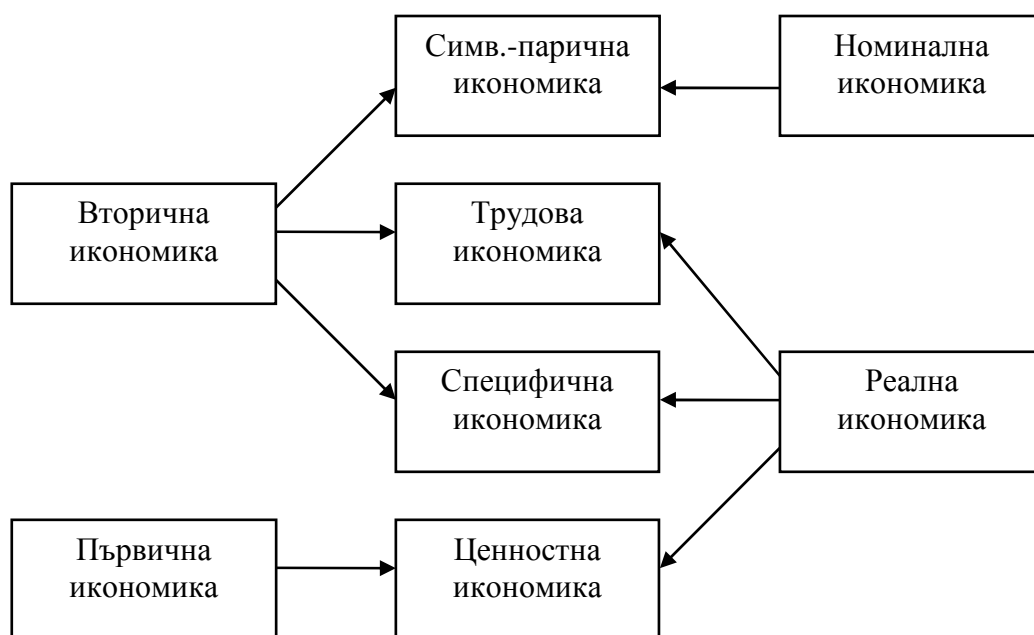 Симв.-парична
икономика
Номинална
икономика
Вторична
икономика
Трудова
икономика
Специфична
икономика
Реална
икономика
Първична
икономика
Ценностна
икономика